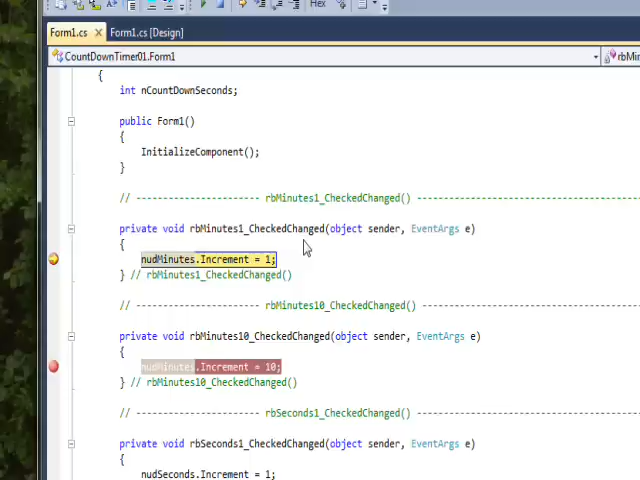 Hex
Form1.cs Form1.cs [Design]
CountDownTimer01.Form1 rbMin
{
int nCountDownSeconds;
public Form1()
{
InitializeComponent();
}
// ----------------------- rbMinutes1_CheckedChanged() -----------------------------------
private void rbMinutes1_CheckedChanged(object sender, EventArgs e)
{
nudMinutes.Increment = 1;
} // rbMinutes1_CheckedChanged()
// ----------------------- rbMinutes10_CheckedChanged() ----------------------------------
private void rbMinutes10_CheckedChanged(object sender, EventArgs e)
{
nudMinutes.Increment = 10;
} // rbMinutes10_CheckedChanged()
// ----------------------- rbSeconds1_CheckedChanged() -----------------------------------
private void rbSeconds1_CheckedChanged(object sender, EventArgs e)
{
nudSeconds.Increment = 1;